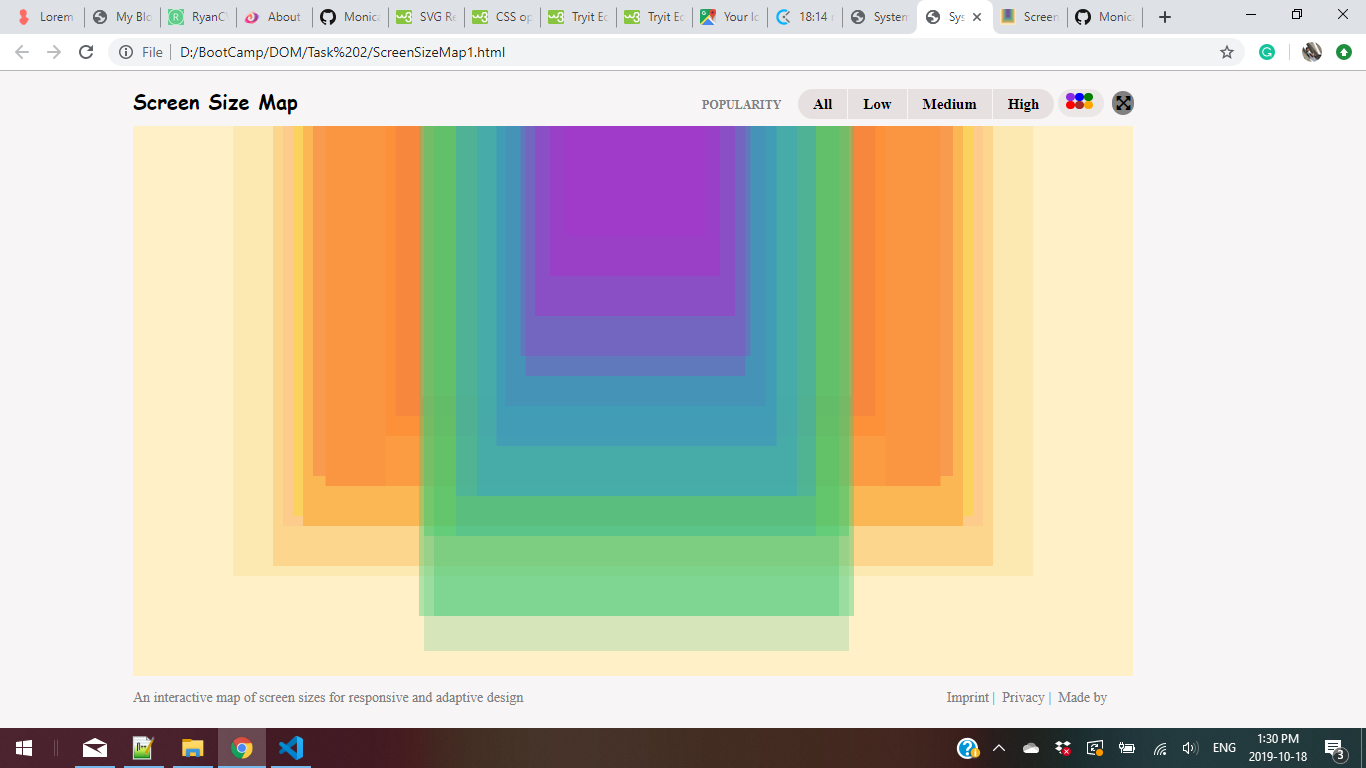 Lorem
My Blo
RyanC
About
Monica
SVG Re
CSS op
Tryit Ec
Tryit Ec
Your lo
18:14
System
Sys
Screen
Monica
File
D:/BootCamp/DOM/Task%202/ScreenSizeMap1.html
Screen Size Map
POPULARITY All Low Medium High
An interactive map of screen sizes for responsive and adaptive design
Imprint | Privacy | Made by
ENG
1:30 PM
2019-10-18
3